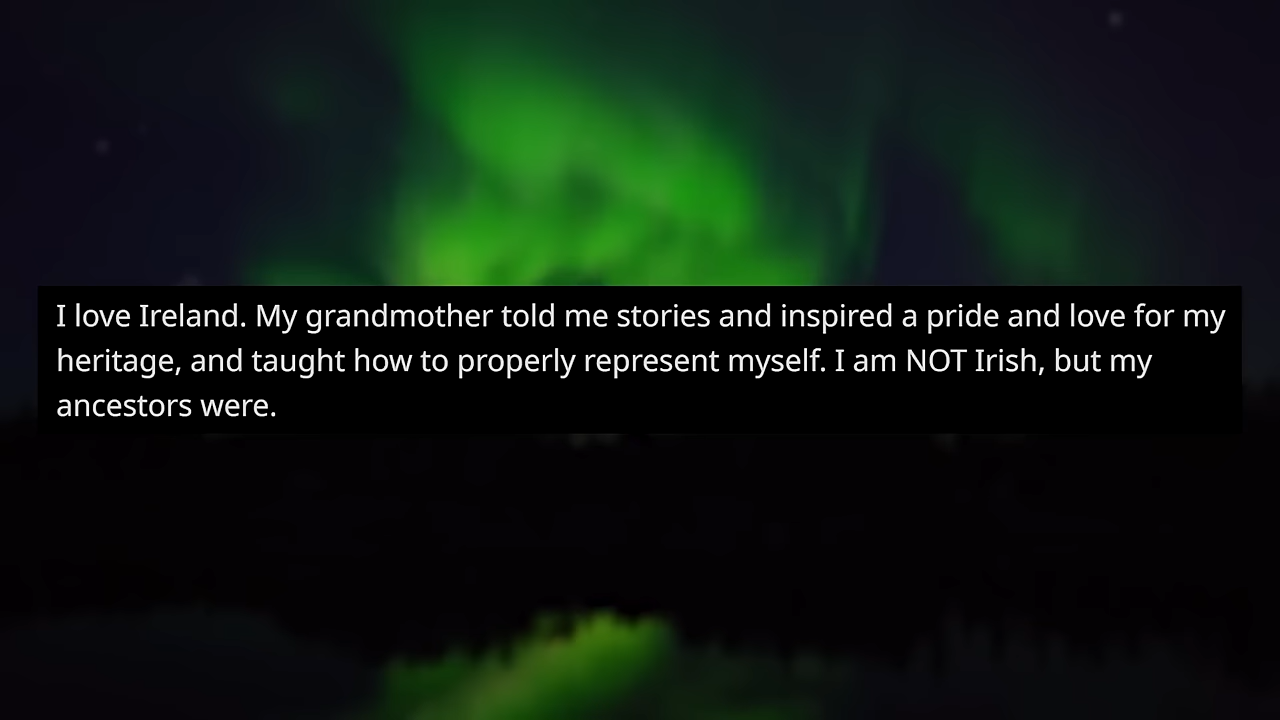 I love Ireland. My grandmother told me stories and inspired a pride and love for my
heritage, and taught how to properly represent myself. I am NOT Irish, but my
ancestors were.